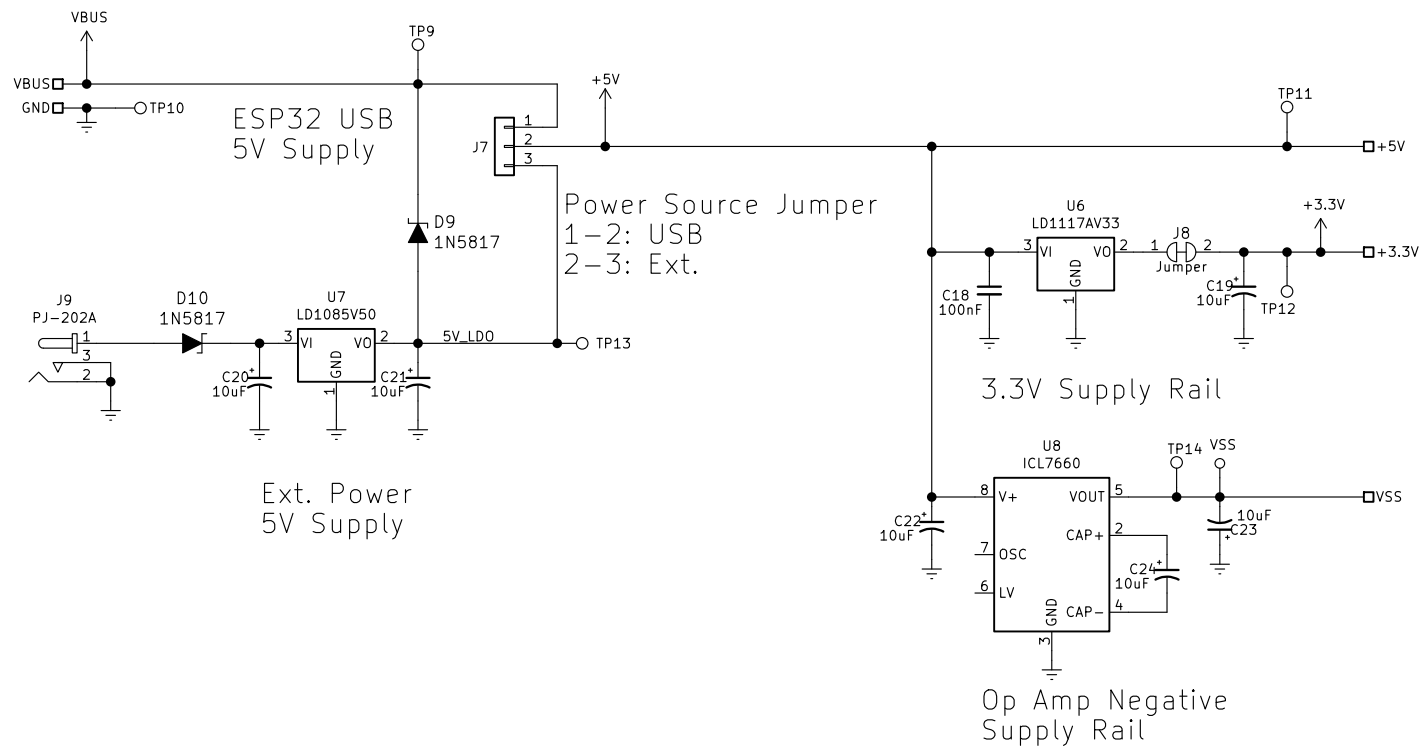 VBUS
TP9
VBUS
GND
TP10
ESP32 USB
5V Supply
+5V
TP11
J7
1
2
3
+5V
Power Source Jumper
1-2: USB
2-3: Ext.
D9
1N5817
U6
LD1117AV33
3
VI
VO
2
GND
1
J8
1
2
Jumper
+3.3V
+3.3V
C18
100nF
C19
+
10uF
TP12
3.3V Supply Rail
J9
PJ-202A
1
3
2
D10
1N5817
U7
LD1085V50
3
VI
VO
2
GND
1
5V_LDO
TP13
C20
+
10uF
C21
+
10uF
Ext. Power
5V Supply
U8
ICL7660
8
V+
VOUT
5
7
OSC
CAP+
2
6
LV
CAP-
4
GND
3
TP14
VSS
VSS
C22
+
10uF
10uF
C23
+
C24
+
10uF
Op Amp Negative
Supply Rail